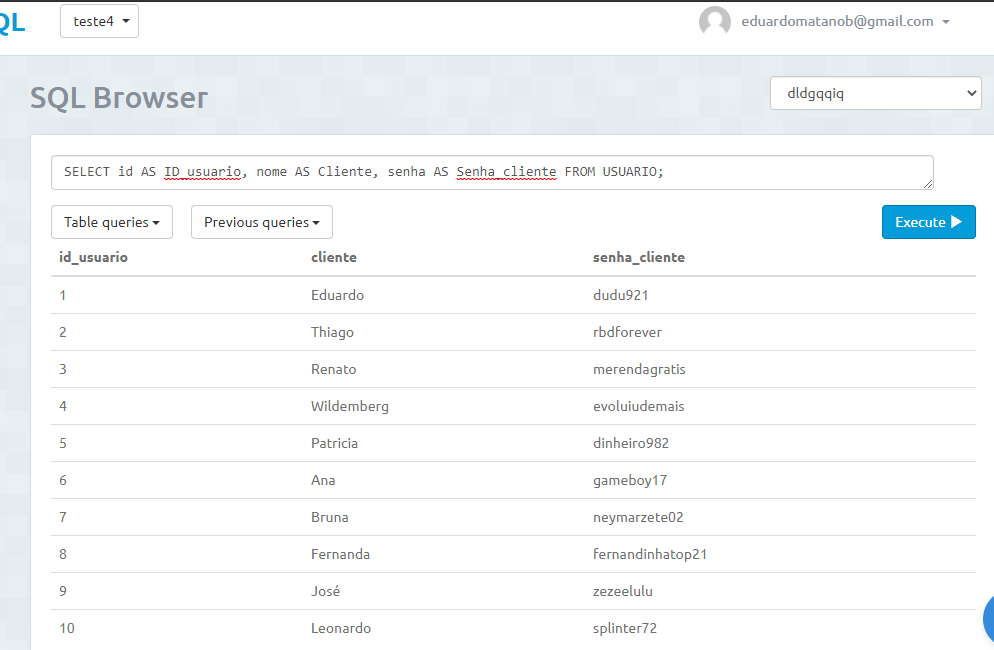 QL teste4 eduardomatanob@gmail.com
SQL Browser dldgqqiq
SELECT id AS ID_usuario, nome AS Cliente, senha AS Senha_cliente FROM USUARIO;
Table queries Previous queries Execute
id_usuario cliente senha_cliente
1 Eduardo dudu921
2 Thiago rbdforever
3 Renato merendagratis
4 Wildemberg evoluiudemais
5 Patricia dinheiro982
6 Ana gameboy17
7 Bruna neymarzete02
8 Fernanda fernandinhatop21
9 José zezeelulu
10 Leonardo splinter72